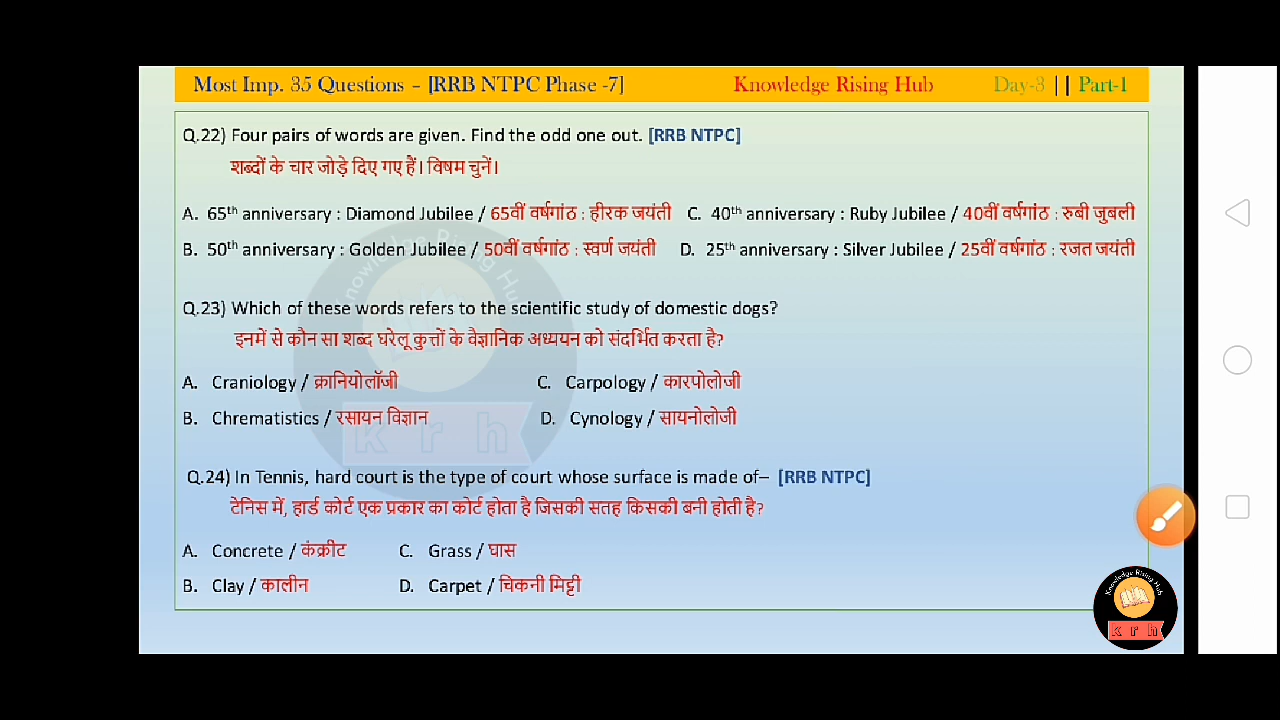 Most Imp. 35 Questions – [RRB NTPC Phase -7] Knowledge Rising Hub Day-3 || Part-1
Q.22) Four pairs of words are given. Find the odd one out. [RRB NTPC]
शब्दों के चार जोड़े दिए गए हैं। विषम चुनें।
A. 65th anniversary : Diamond Jubilee / 65वीं वर्षगांठ : हीरक जयंती C. 40th anniversary : Ruby Jubilee / 40वीं वर्षगांठ : रुबी जुबली
B. 50th anniversary : Golden Jubilee / 50वीं वर्षगांठ : स्वर्ण जयंती D. 25th anniversary : Silver Jubilee / 25वीं वर्षगांठ : रजत जयंती
Q.23) Which of these words refers to the scientific study of domestic dogs?
इनमें से कौन सा शब्द घरेलू कुत्तों के वैज्ञानिक अध्ययन को संदर्भित करता है?
A. Craniology / क्रानियोलॉजी C. Carpology / कारपोलोजी
B. Chrematistics / रसायन विज्ञान D. Cynology / सायनोलोजी
Q.24) In Tennis, hard court is the type of court whose surface is made of– [RRB NTPC]
टेनिस में, हार्ड कोर्ट एक प्रकार का कोर्ट होता है जिसकी सतह किसकी बनी होती है?
A. Concrete / कंक्रीट C. Grass / घास
B. Clay / कालीन D. Carpet / चिकनी मिट्टी
Knowledge Rising Hub
k r h